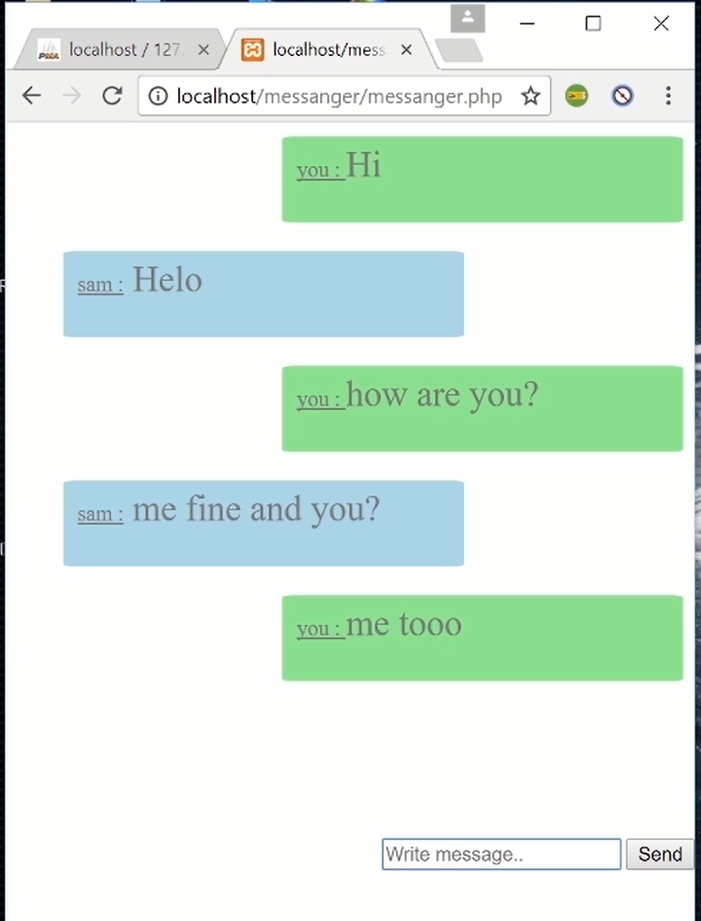 localhost / 127.
localhost/mess
localhost/messanger/messanger.php
you : Hi
sam : Helo
you : how are you?
sam : me fine and you?
you : me tooo
Write message..
Send